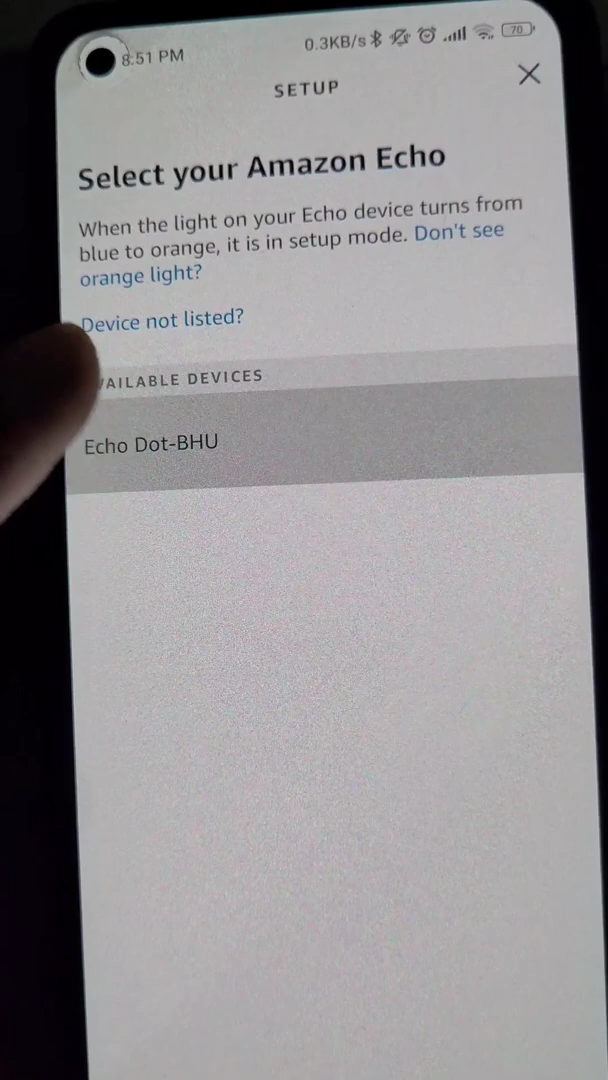 8:51 PM 0.3KB/s 70
SETUP
Select your Amazon Echo
When the light on your Echo device turns from
blue to orange, it is in setup mode. Don't see
orange light?
Device not listed?
AVAILABLE DEVICES
Echo Dot-BHU